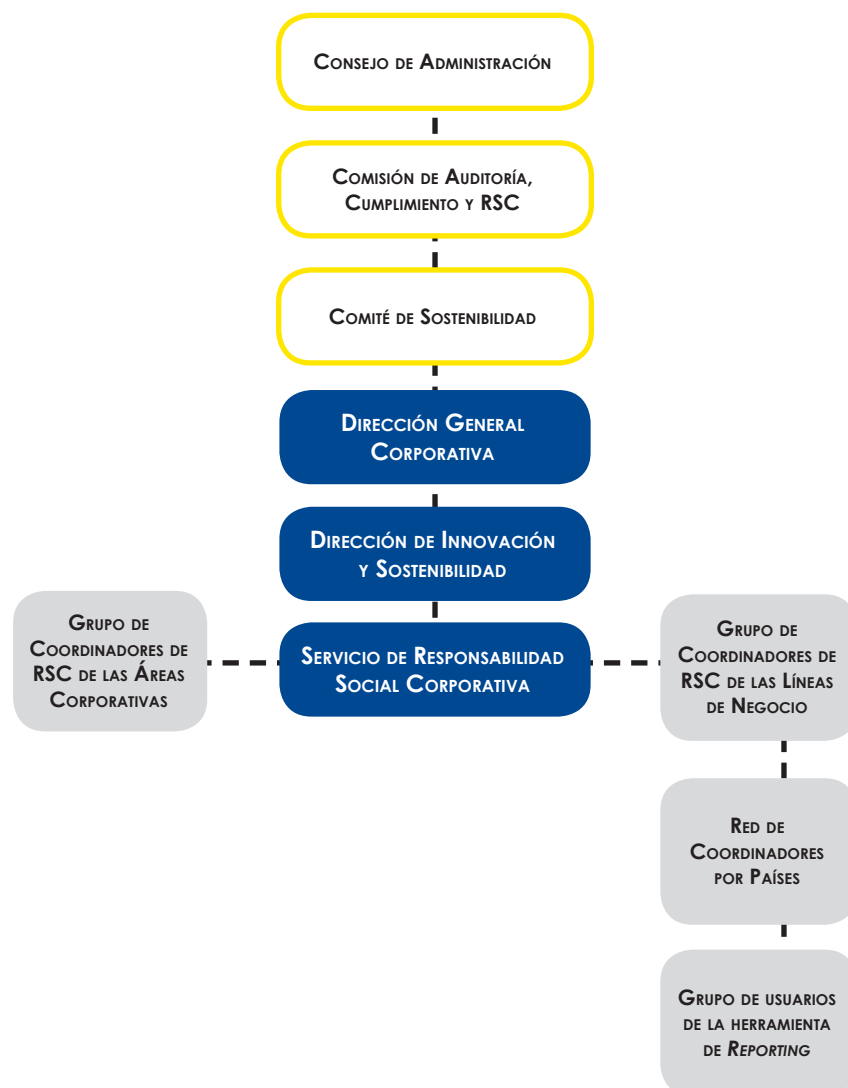 Consejo de Administración
Comisión de Auditoría,
Cumplimiento y RSC
Comité de Sostenibilidad
Dirección General
Corporativa
Dirección de Innovación
y Sostenibilidad
Grupo de
Coordinadores de
RSC de las Áreas
Corporativas
Servicio de Responsabilidad
Social Corporativa
Grupo de
Coordinadores de
RSC de las Líneas
de Negocio
Red de
Coordinadores
por Países
Grupo de usuarios
de la herramienta
de Reporting